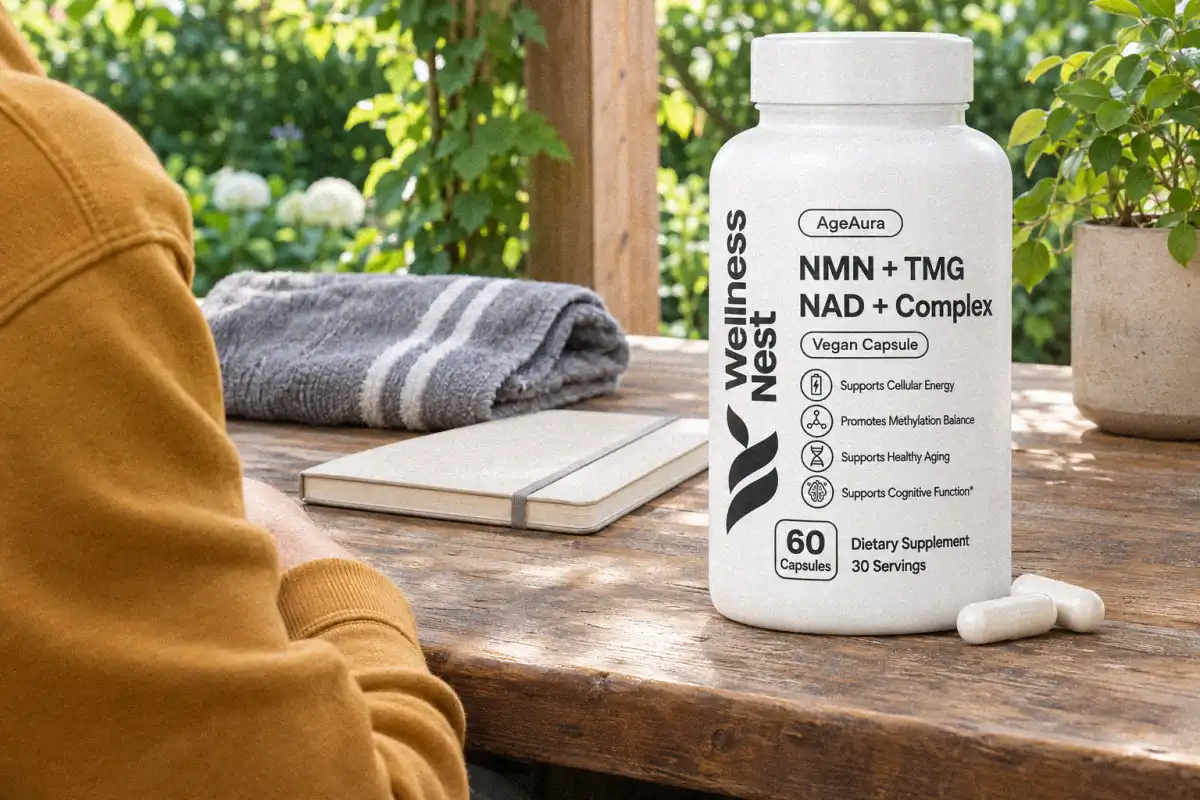 Wellness
Nest
AgeAura
NMN + TMG
NAD + Complex
Vegan Capsule
Supports Cellular Energy
Promotes Methylation Balance
Supports Healthy Aging
Supports Cognitive Function*
60
Capsules
Dietary Supplement
30 Servings